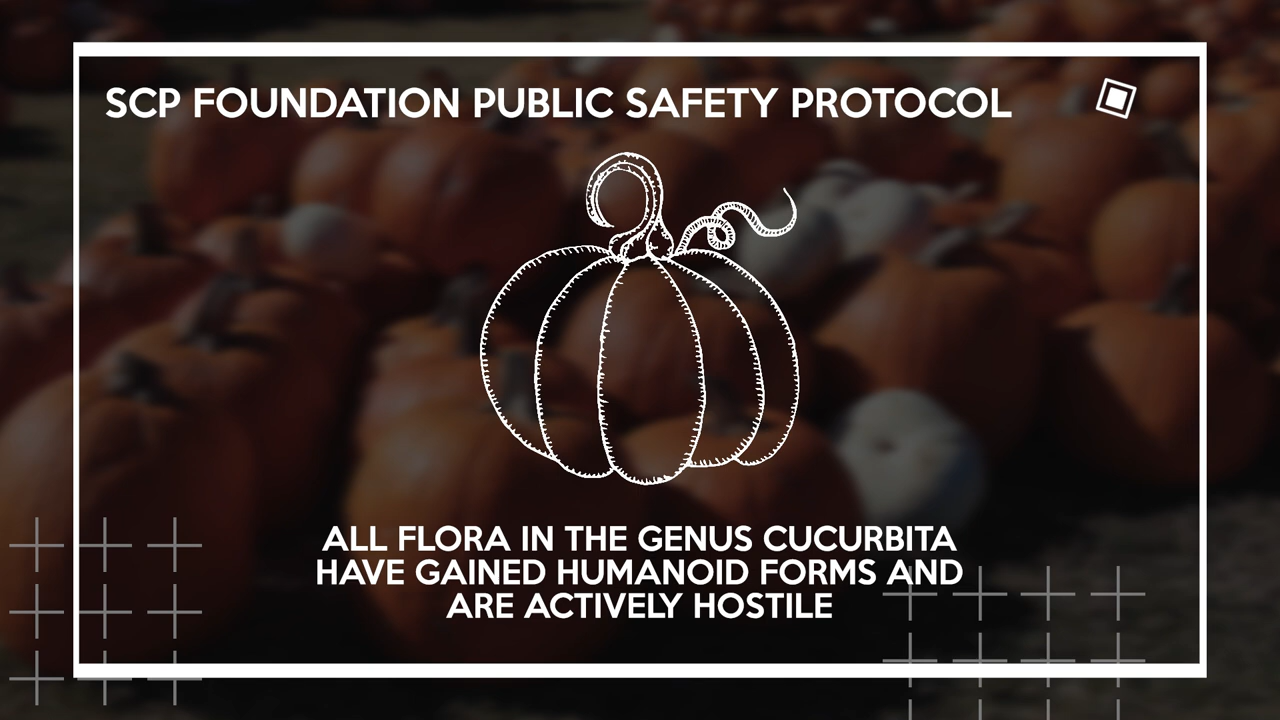 SCP FOUNDATION PUBLIC SAFETY PROTOCOL
ALL FLORA IN THE GENUS CUCURBITA
HAVE GAINED HUMANOID FORMS AND
ARE ACTIVELY HOSTILE